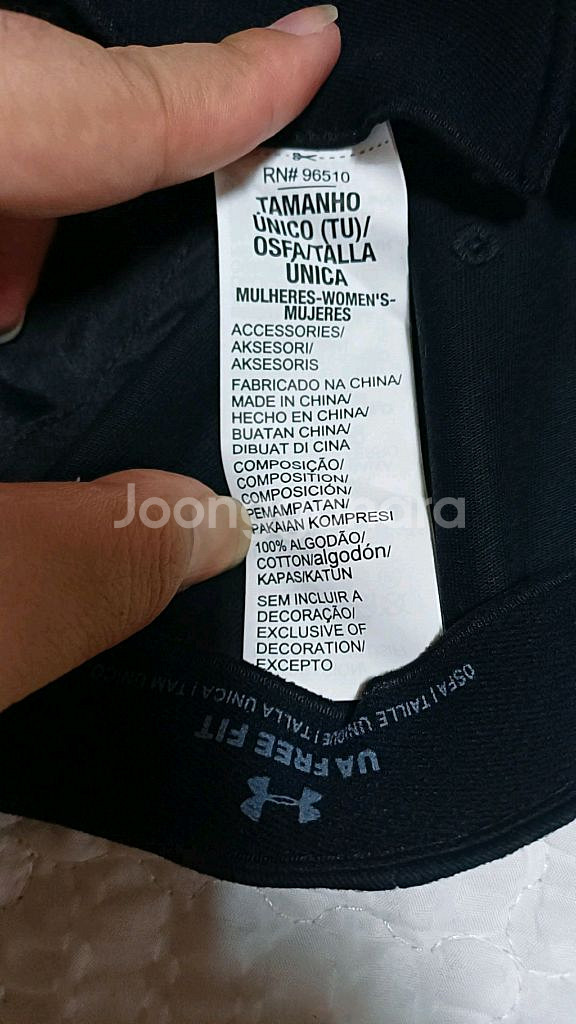 RN# 96510
TAMANHO
ÚNICO (TU)/
OSFA/TALLA
ÚNICA
MULHERES-WOMEN'S-
MUJERES
ACCESSORIES/
AKSESORI/
AKSESORIS
FABRICADO NA CHINA/
MADE IN CHINA/
HECHO EN CHINA/
BUATAN CHINA/
DIBUAT DI CINA
COMPOSIÇÃO/
COMPOSITION/
COMPOSICIÓN/
PEMAMPATAN/
PAKAIAN KOMPRESI
100% ALGODÃO/
COTTON/algodón/
KAPAS/KATUN
SEM INCLUIR A
DECORAÇÃO/
EXCLUSIVE OF
DECORATION/
EXCEPTO
OSFA | TAILLE UNIQUE | TALLA UNICA | TAM UNICO
UA FREE FIT